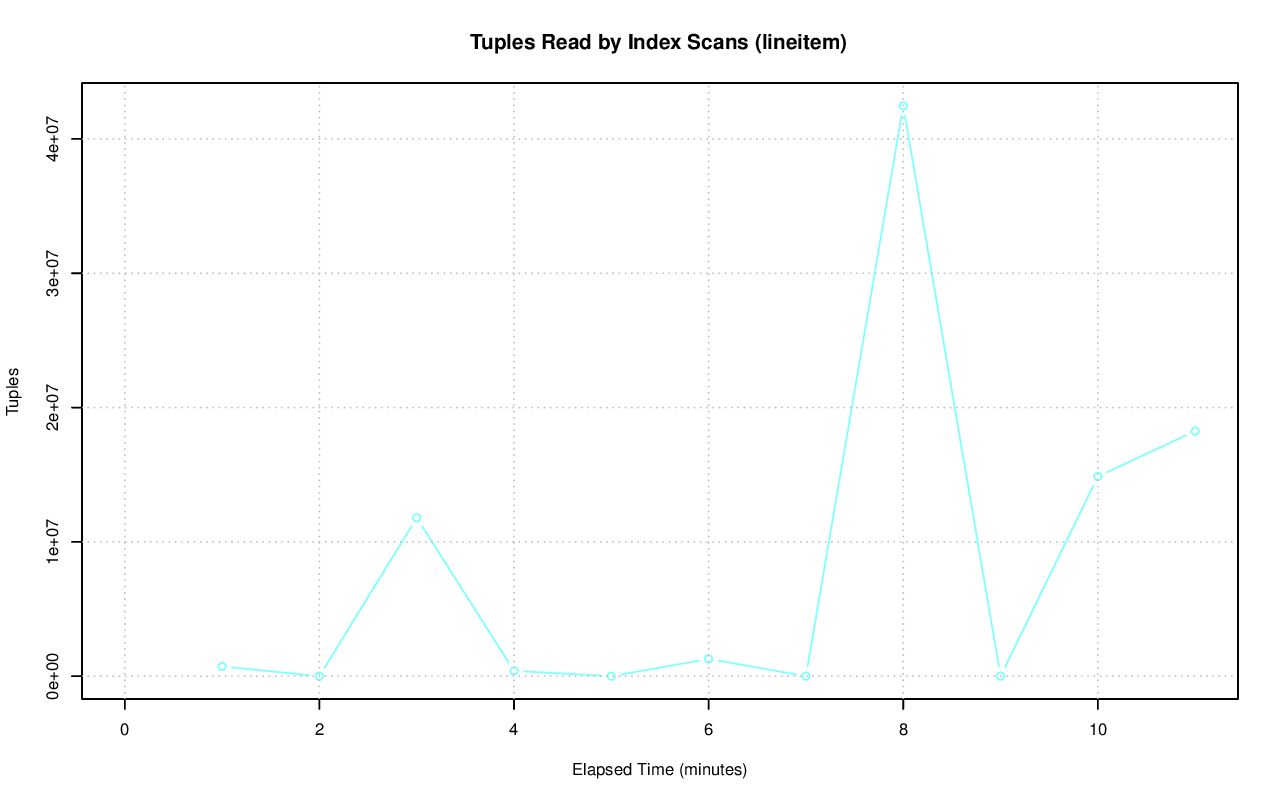 Tuples Read by Index Scans (lineitem)
Tuples
4e+07
3e+07
2e+07
1e+07
0e+00
0 2 4 6 8 10
Elapsed Time (minutes)